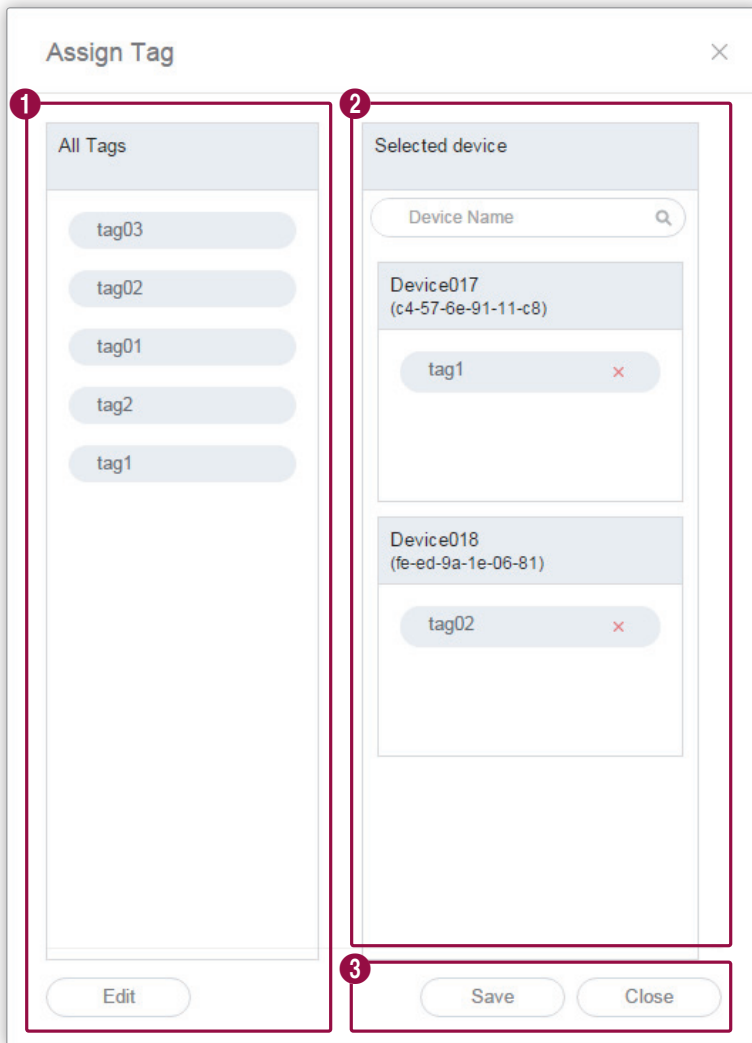 Assign Tag
1
All Tags
tag03
tag02
tag01
tag2
tag1
Edit
2
Selected device
Device Name
Device017
(c4-57-6e-91-11-c8)
tag1
Device018
(fe-ed-9a-1e-06-81)
tag02
3
Save
Close